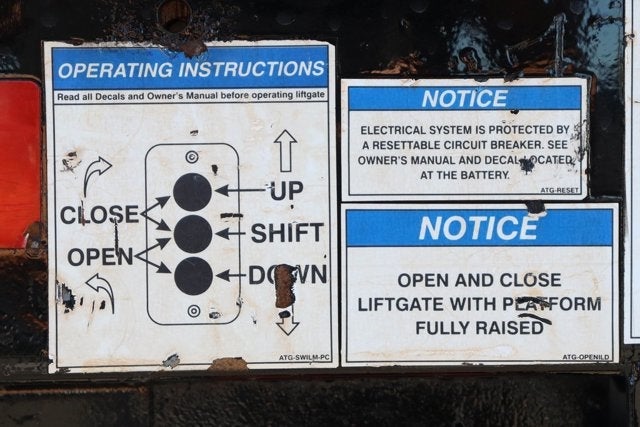 OPERATING INSTRUCTIONS
Read all Decals and Owner's Manual before operating liftgate
UP
CLOSE
SHIFT
OPEN
DOWN
ATG-SWILM-PC
NOTICE
ELECTRICAL SYSTEM IS PROTECTED BY
A RESETTABLE CIRCUIT BREAKER. SEE
OWNER'S MANUAL AND DECAL LOCATED
AT THE BATTERY.
ATG-RESET
NOTICE
OPEN AND CLOSE
LIFTGATE WITH PLATFORM
FULLY RAISED
ATG-OPENILD